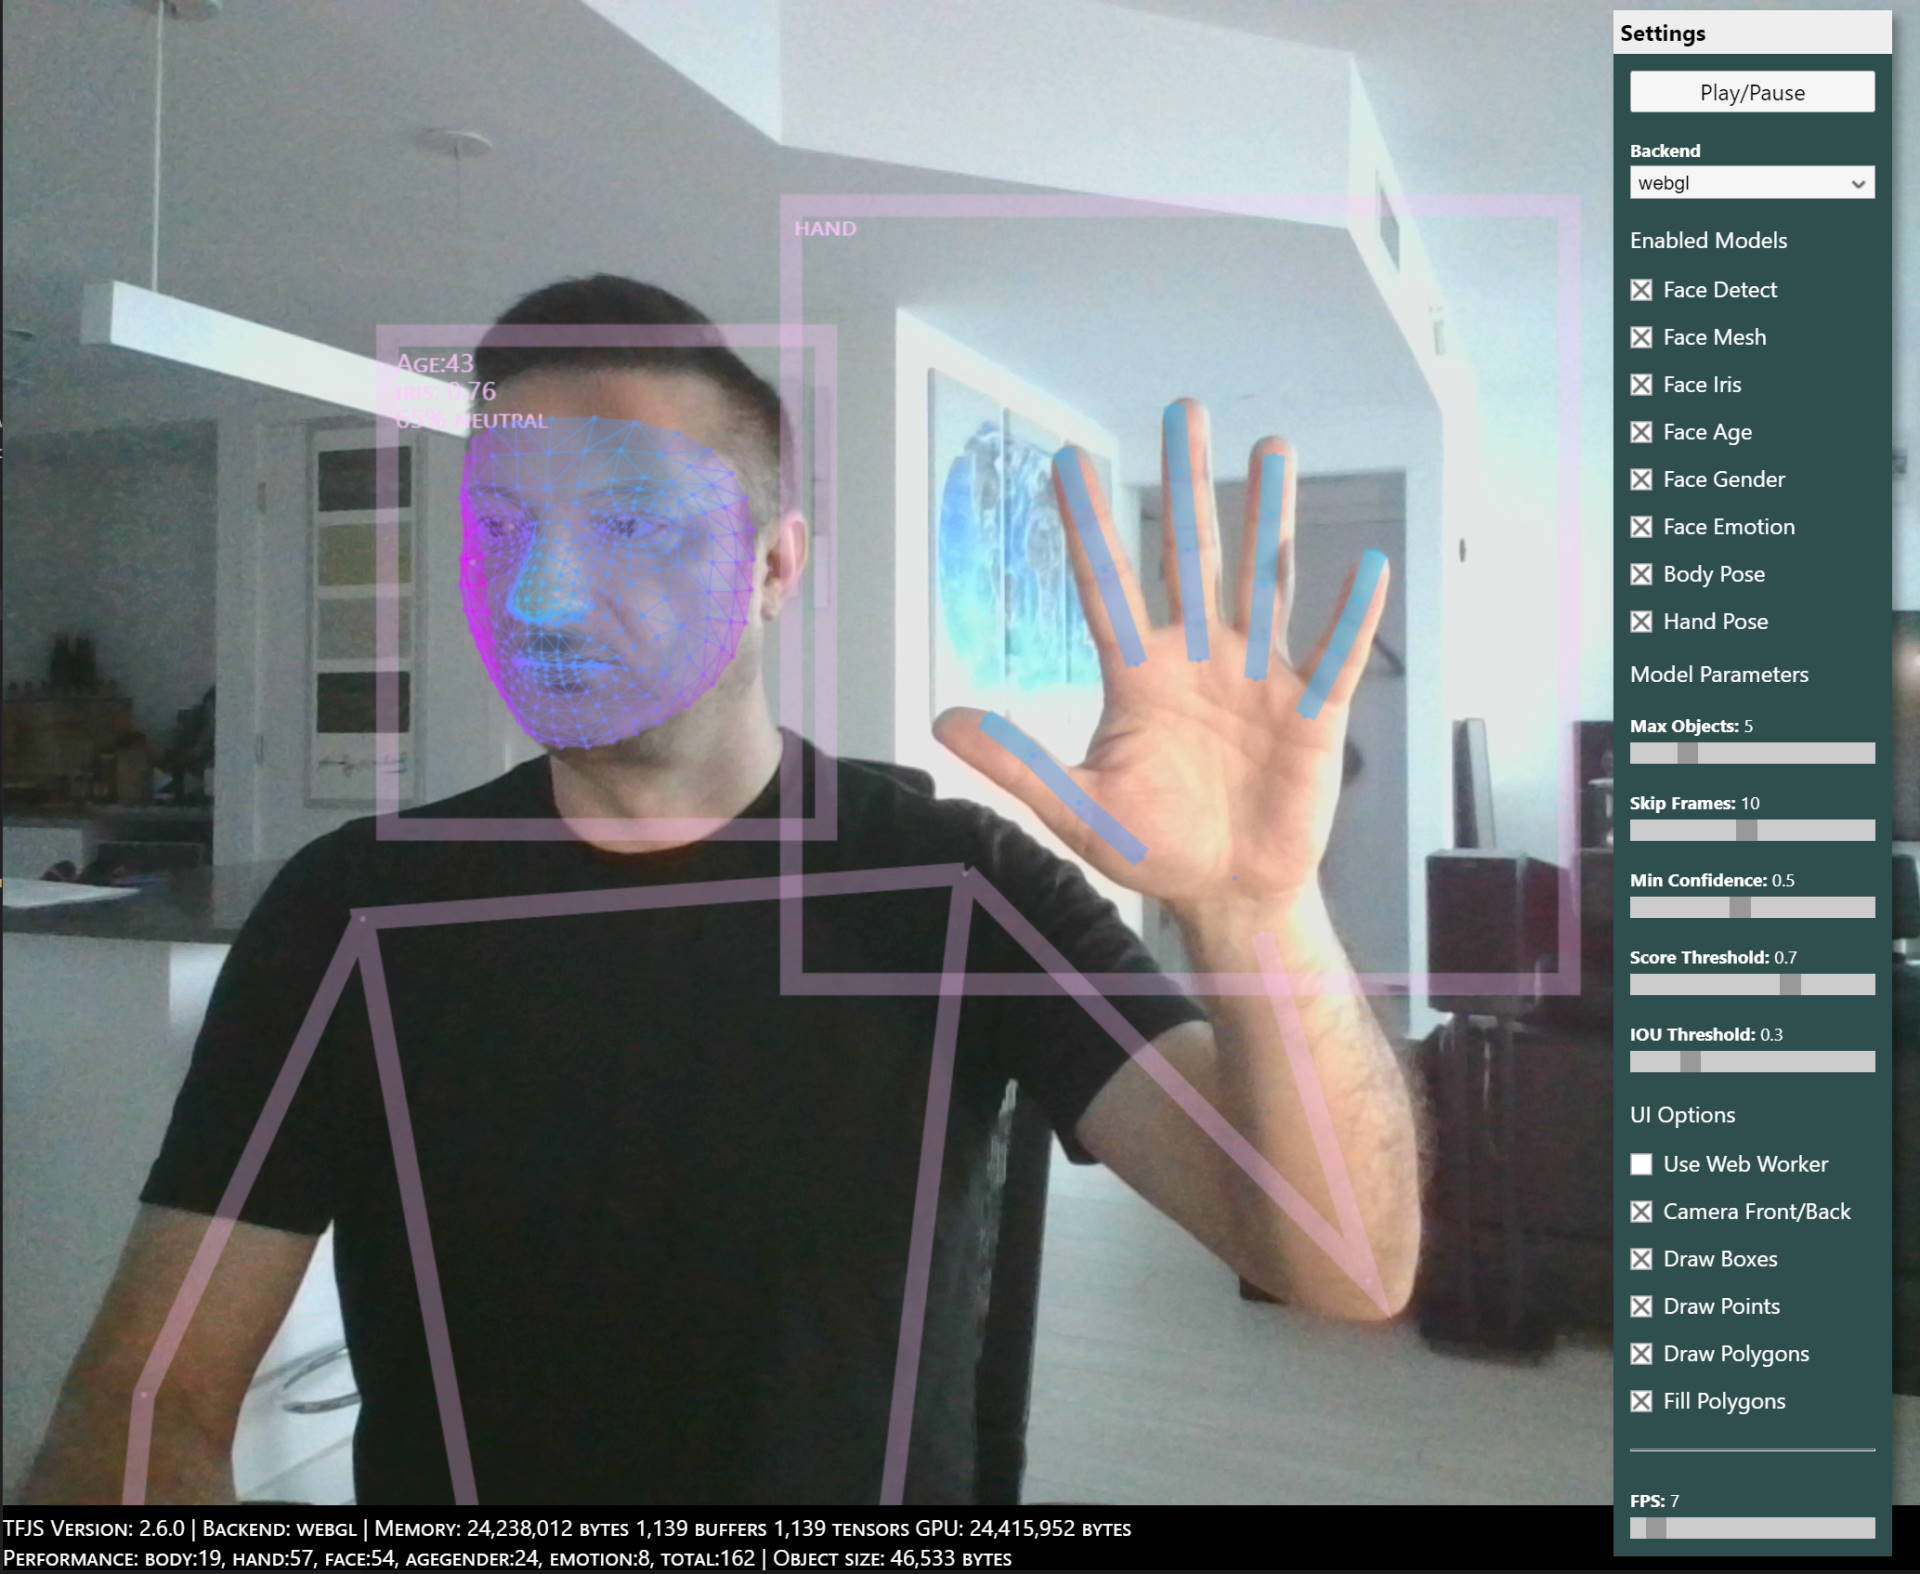 Settings
Play/Pause
Backend
webgl
HAND
Enabled Models
Face Detect
Face Mesh
AGE:43
IRIS: 0.76
65% NEUTRAL
Face Iris
Face Age
Face Gender
Face Emotion
Body Pose
Hand Pose
Model Parameters
Max Objects: 5
Skip Frames: 10
Min Confidence: 0.5
Score Threshold: 0.7
IOU Threshold: 0.3
UI Options
Use Web Worker
Camera Front/Back
Draw Boxes
Draw Points
Draw Polygons
Fill Polygons
FPS: 7
TFJS VERSION: 2.6.0 | BACKEND: WEBGL | MEMORY: 24,238,012 BYTES 1,139 BUFFERS 1,139 TENSORS GPU: 24,415,952 BYTES
PERFORMANCE: BODY:19, HAND:57, FACE:54, AGEGENDER:24, EMOTION:8, TOTAL:162 | OBJECT SIZE: 46,533 BYTES